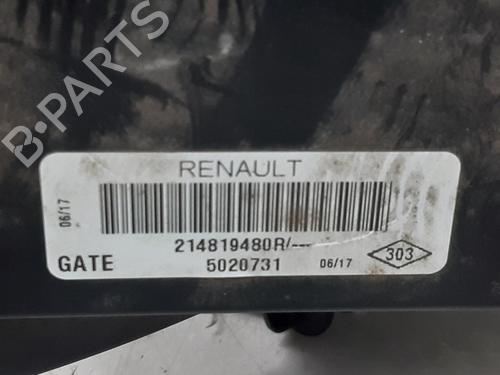 B-PARTS
RENAULT
06/17
214819480R/---
GATE
5020731
06/17
303